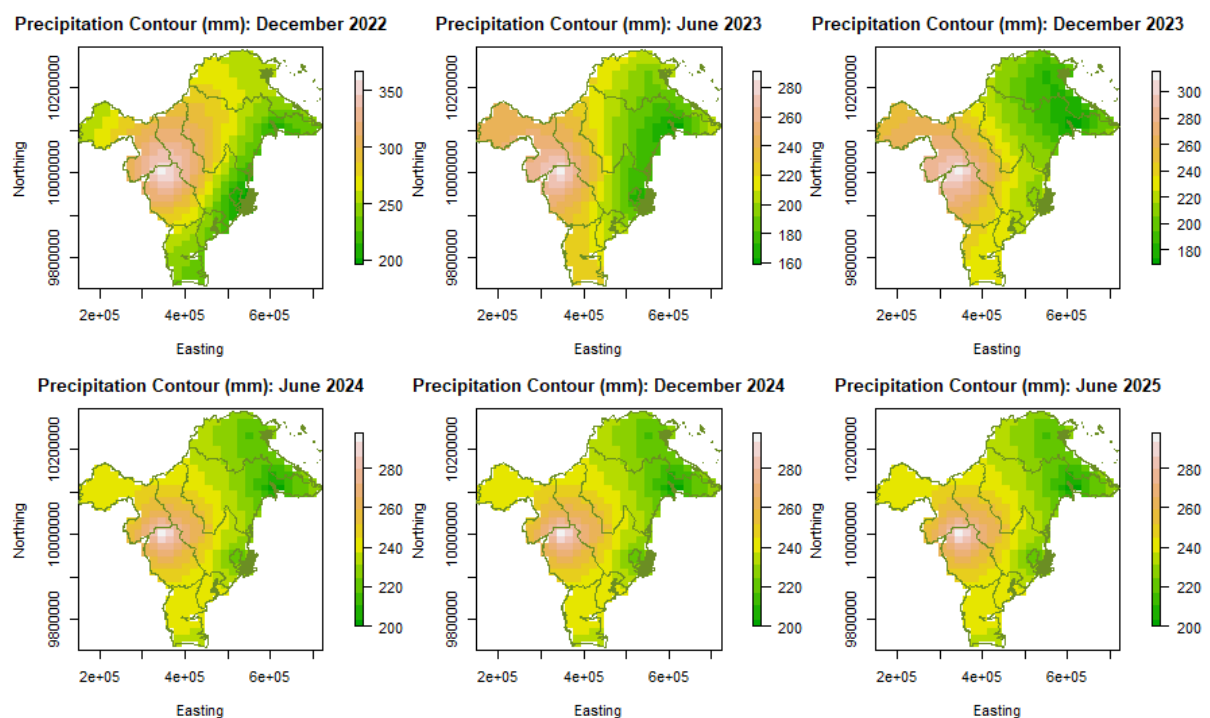 Precipitation Contour (mm): December 2022
Northing
10200000
10000000
9800000
350
300
250
200
2e+05 4e+05 6e+05
Easting
Precipitation Contour (mm): June 2023
Northing
10200000
10000000
9800000
280
260
240
220
200
180
160
2e+05 4e+05 6e+05
Easting
Precipitation Contour (mm): December 2023
Northing
10200000
10000000
9800000
300
280
260
240
220
200
180
2e+05 4e+05 6e+05
Easting
Precipitation Contour (mm): June 2024
Northing
10200000
10000000
9800000
280
260
240
220
200
2e+05 4e+05 6e+05
Easting
Precipitation Contour (mm): December 2024
Northing
10200000
10000000
9800000
280
260
240
220
200
2e+05 4e+05 6e+05
Easting
Precipitation Contour (mm): June 2025
Northing
10200000
10000000
9800000
280
260
240
220
200
2e+05 4e+05 6e+05
Easting